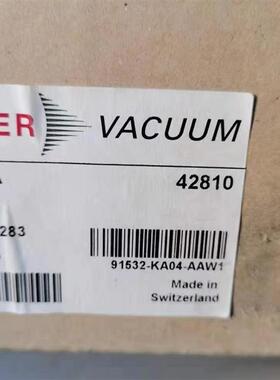 ER VACUUM
A 42810
283
91532-KA04-AAW1
Made in
Switzerland